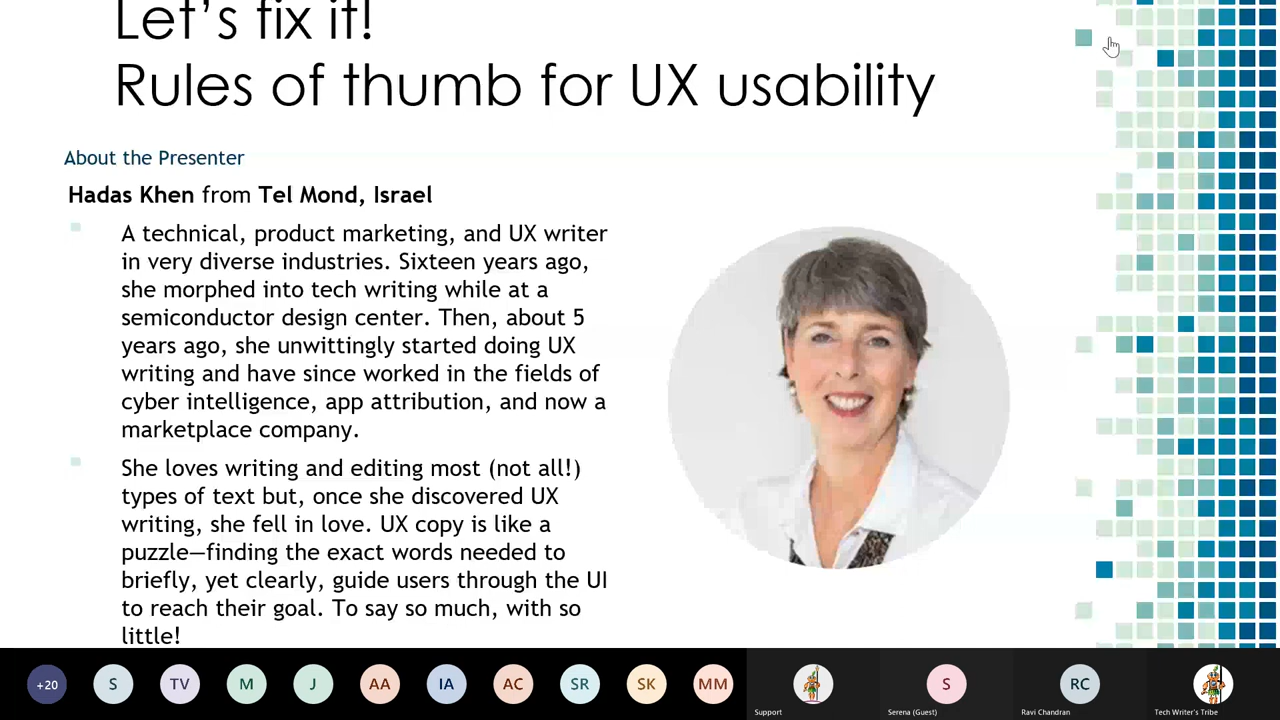 Let's fix it!
Rules of thumb for UX usability
About the Presenter
Hadas Khen from Tel Mond, Israel
A technical, product marketing, and UX writer
in very diverse industries. Sixteen years ago,
she morphed into tech writing while at a
semiconductor design center. Then, about 5
years ago, she unwittingly started doing UX
writing and have since worked in the fields of
cyber intelligence, app attribution, and now a
marketplace company.
She loves writing and editing most (not all!)
types of text but, once she discovered UX
writing, she fell in love. UX copy is like a
puzzle—finding the exact words needed to
briefly, yet clearly, guide users through the UI
to reach their goal. To say so much, with so
little!
+20 S TV M J AA IA AC SR SK MM S RC
Support Serena (Guest) Ravi Chandran Tech Writer's Tribe